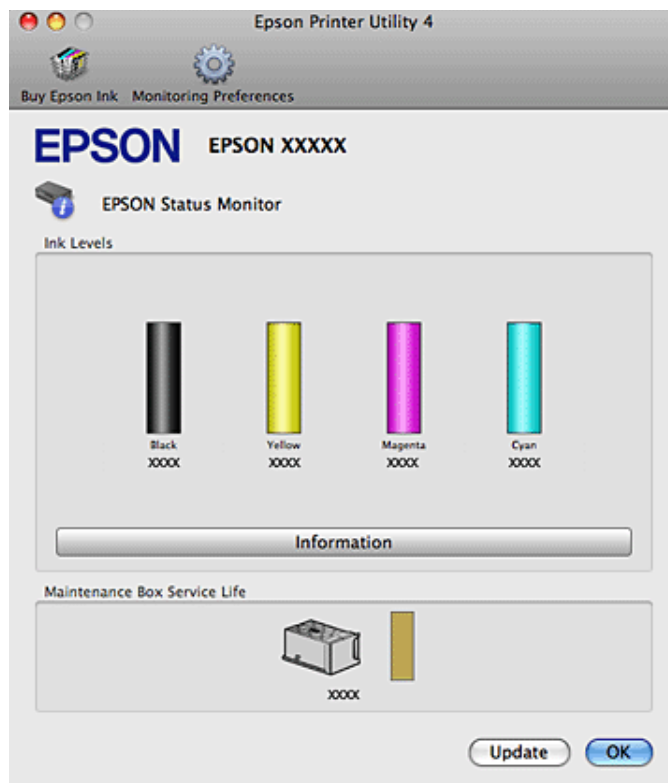 Epson Printer Utility 4
Buy Epson Ink Monitoring Preferences
EPSON EPSON XXXXX
EPSON Status Monitor
Ink Levels
Black Yellow Magenta Cyan
XXXX XXXX XXXX XXXX
Information
Maintenance Box Service Life
XXXX
Update OK